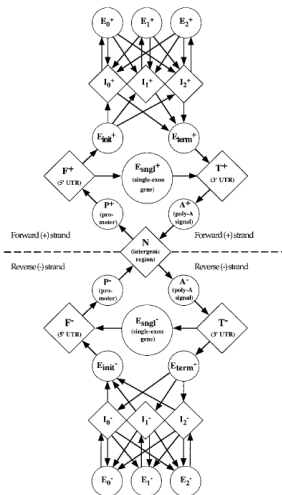 E0+ E1+ E2+
I0+ I1+ I2+
Einit+ Eterm+
F+
(5' UTR)
Esngl+
(single-exon
gene)
T+
(3' UTR)
P+
(pro-
moter)
A+
(poly-A
signal)
Forward (+) strand Forward (+) strand
N
(intergenic
region)
Reverse (-) strand Reverse (-) strand
P-
(pro-
moter)
A-
(poly-A
signal)
F-
(5' UTR)
Esngl-
(single-exon
gene)
T-
(3' UTR)
Einit- Eterm-
I0- I1- I2-
E0- E1- E2-